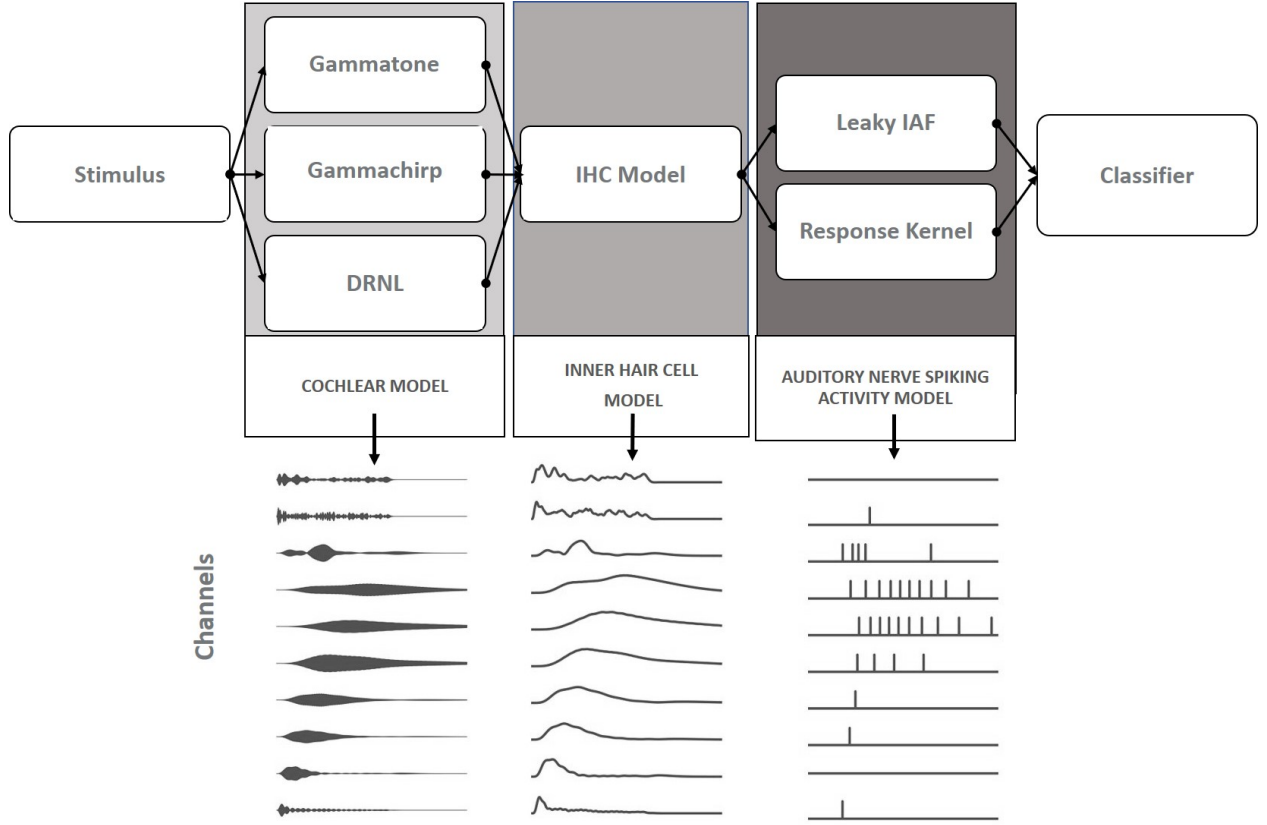 Gammatone
Stimulus
Gammachirp
DRNL
IHC Model
Leaky IAF
Response Kernel
Classifier
COCHLEAR MODEL
INNER HAIR CELL
MODEL
AUDITORY NERVE SPIKING
ACTIVITY MODEL
Channels